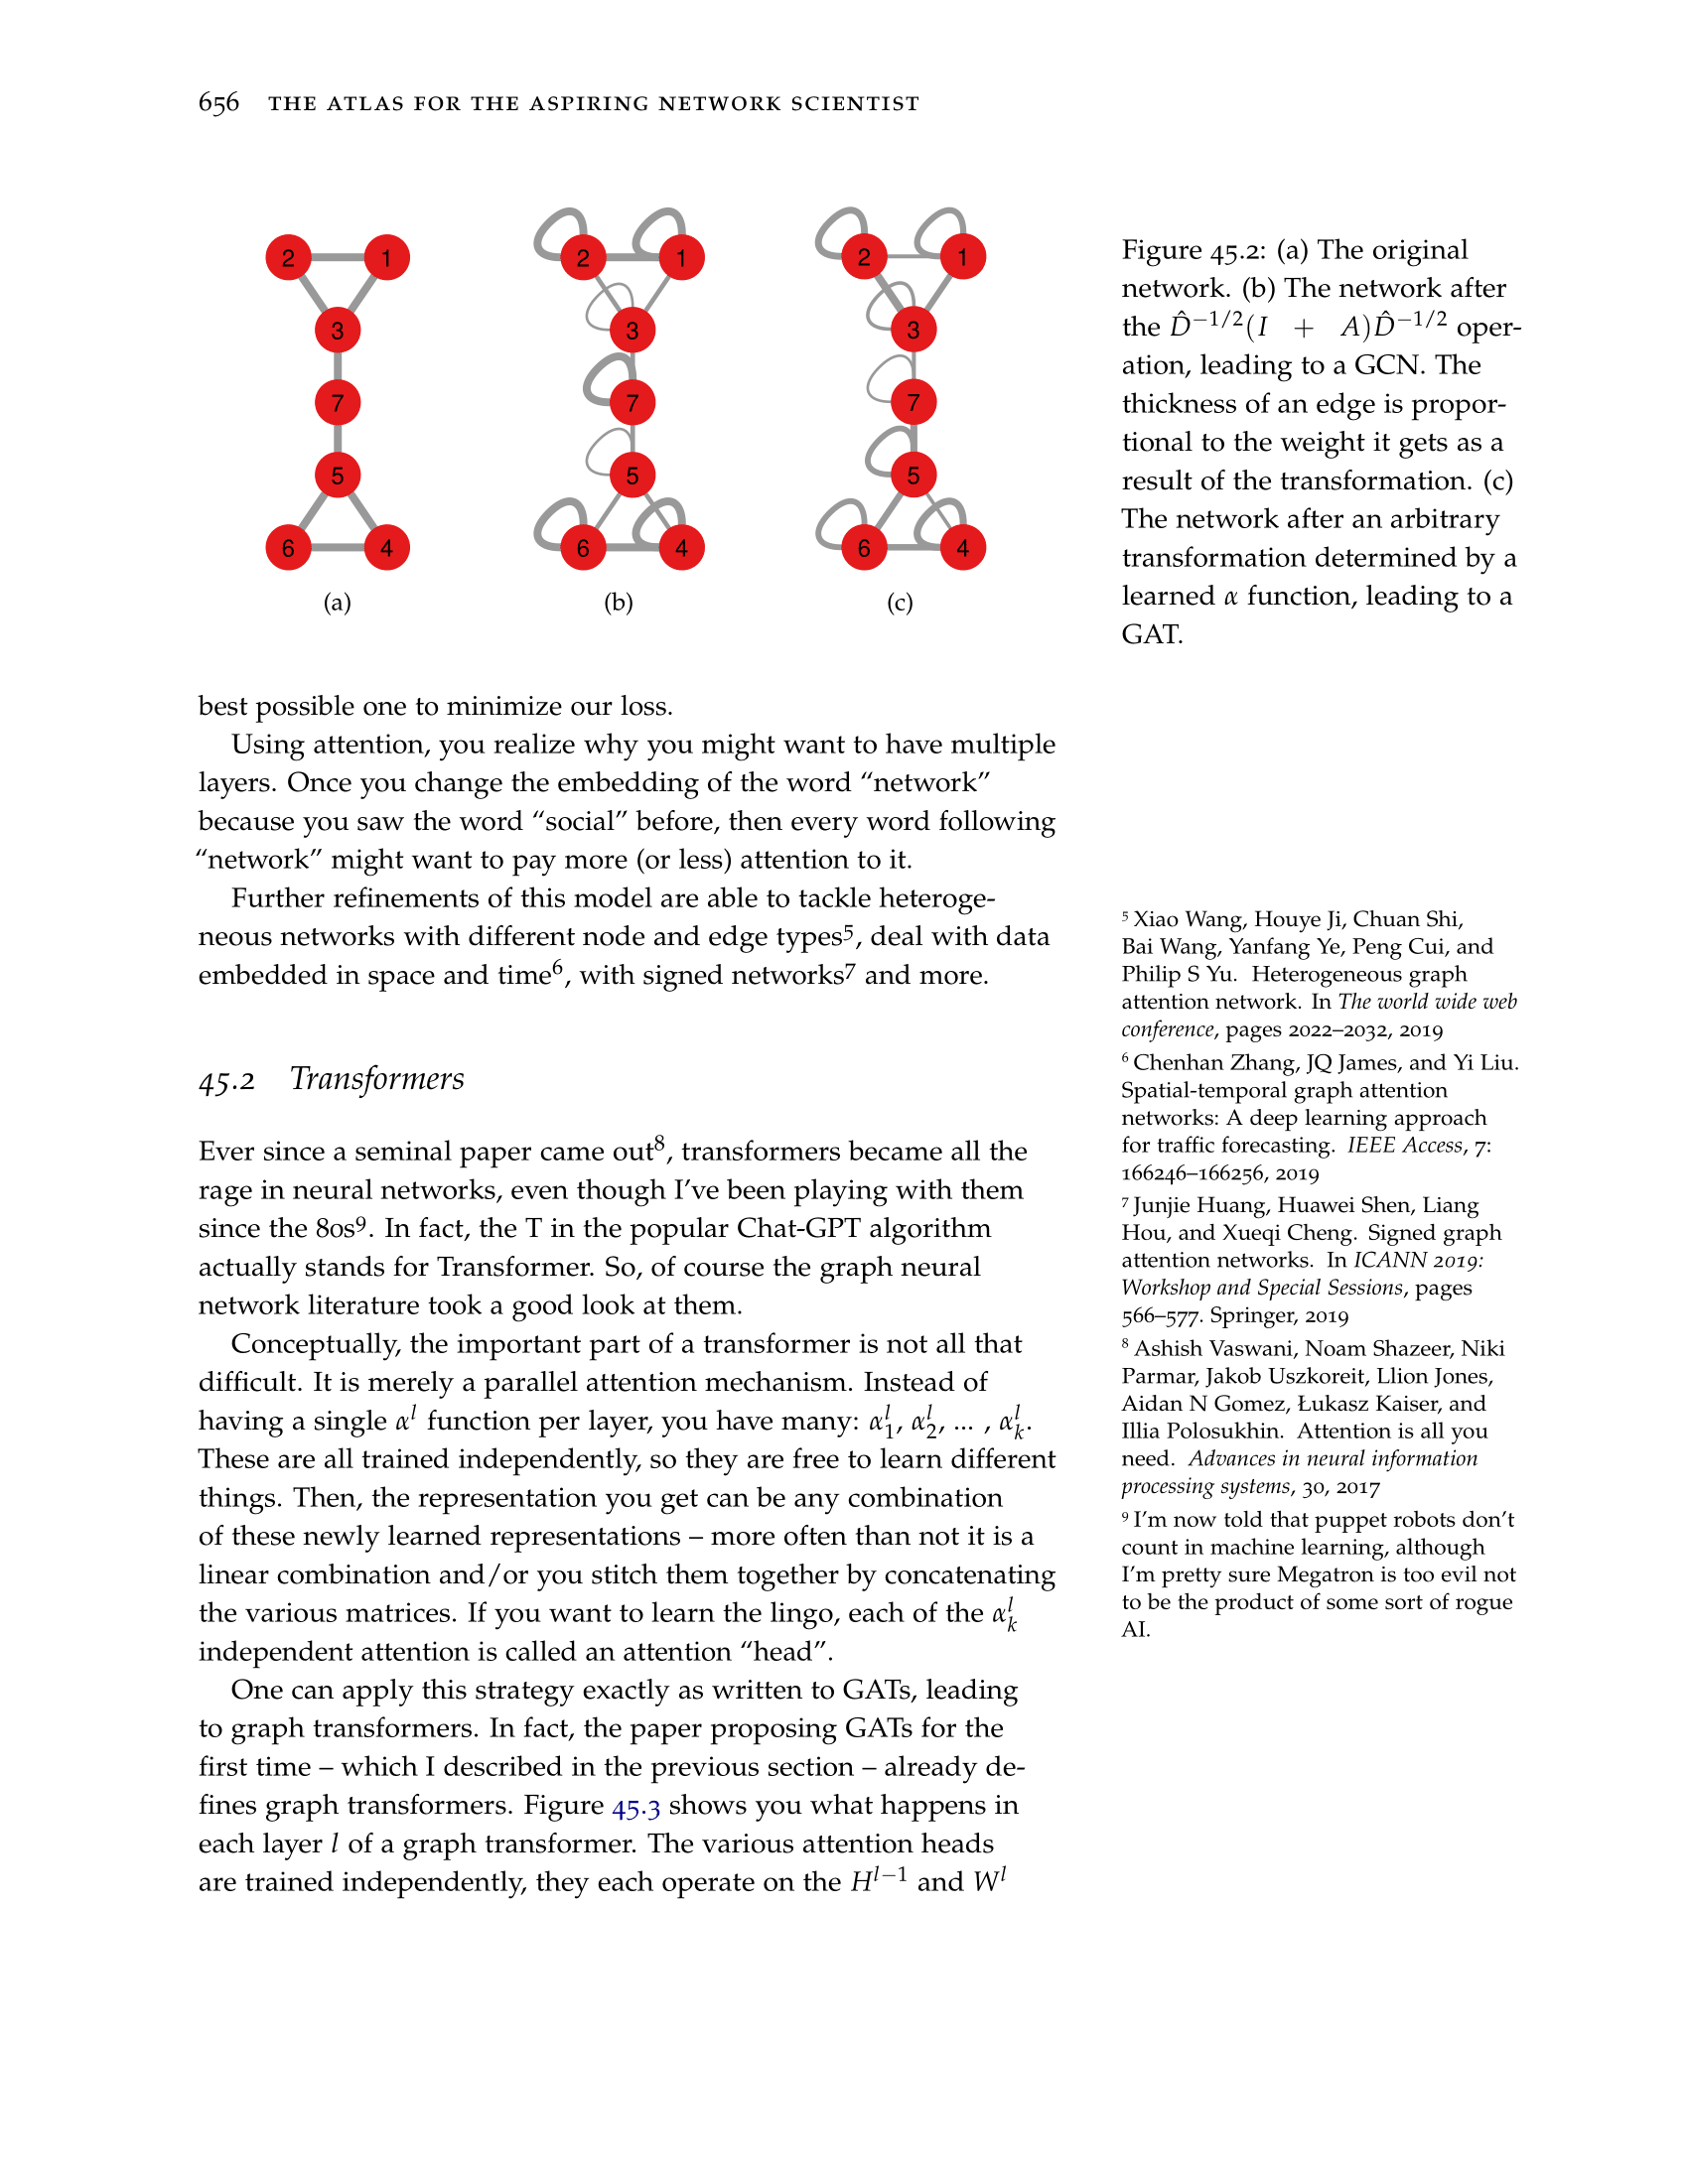 656 THE ATLAS FOR THE ASPIRING NETWORK SCIENTIST
2 1
3
7
5
6 4
(a)
2 1
3
7
5
6 4
(b)
2 1
3
7
5
6 4
(c)
Figure 45.2: (a) The original
network. (b) The network after
the D̂^{−1/2}(I + A)D̂^{−1/2} oper-
ation, leading to a GCN. The
thickness of an edge is propor-
tional to the weight it gets as a
result of the transformation. (c)
The network after an arbitrary
transformation determined by a
learned α function, leading to a
GAT.
best possible one to minimize our loss.
Using attention, you realize why you might want to have multiple
layers. Once you change the embedding of the word “network”
because you saw the word “social” before, then every word following
“network” might want to pay more (or less) attention to it.
Further refinements of this model are able to tackle heteroge-
neous networks with different node and edge types⁵, deal with data
embedded in space and time⁶, with signed networks⁷ and more.
45.2 Transformers
Ever since a seminal paper came out⁸, transformers became all the
rage in neural networks, even though I’ve been playing with them
since the 80s⁹. In fact, the T in the popular Chat-GPT algorithm
actually stands for Transformer. So, of course the graph neural
network literature took a good look at them.
Conceptually, the important part of a transformer is not all that
difficult. It is merely a parallel attention mechanism. Instead of
having a single α^l function per layer, you have many: α^l_1, α^l_2, ... , α^l_k.
These are all trained independently, so they are free to learn different
things. Then, the representation you get can be any combination
of these newly learned representations – more often than not it is a
linear combination and/or you stitch them together by concatenating
the various matrices. If you want to learn the lingo, each of the α^l_k
independent attention is called an attention “head”.
One can apply this strategy exactly as written to GATs, leading
to graph transformers. In fact, the paper proposing GATs for the
first time – which I described in the previous section – already de-
fines graph transformers. Figure 45.3 shows you what happens in
each layer l of a graph transformer. The various attention heads
are trained independently, they each operate on the H^{l−1} and W^l
⁵ Xiao Wang, Houye Ji, Chuan Shi,
Bai Wang, Yanfang Ye, Peng Cui, and
Philip S Yu. Heterogeneous graph
attention network. In The world wide web
conference, pages 2022–2032, 2019
⁶ Chenhan Zhang, JQ James, and Yi Liu.
Spatial-temporal graph attention
networks: A deep learning approach
for traffic forecasting. IEEE Access, 7:
166246–166256, 2019
⁷ Junjie Huang, Huawei Shen, Liang
Hou, and Xueqi Cheng. Signed graph
attention networks. In ICANN 2019:
Workshop and Special Sessions, pages
566–577. Springer, 2019
⁸ Ashish Vaswani, Noam Shazeer, Niki
Parmar, Jakob Uszkoreit, Llion Jones,
Aidan N Gomez, Łukasz Kaiser, and
Illia Polosukhin. Attention is all you
need. Advances in neural information
processing systems, 30, 2017
⁹ I’m now told that puppet robots don’t
count in machine learning, although
I’m pretty sure Megatron is too evil not
to be the product of some sort of rogue
AI.